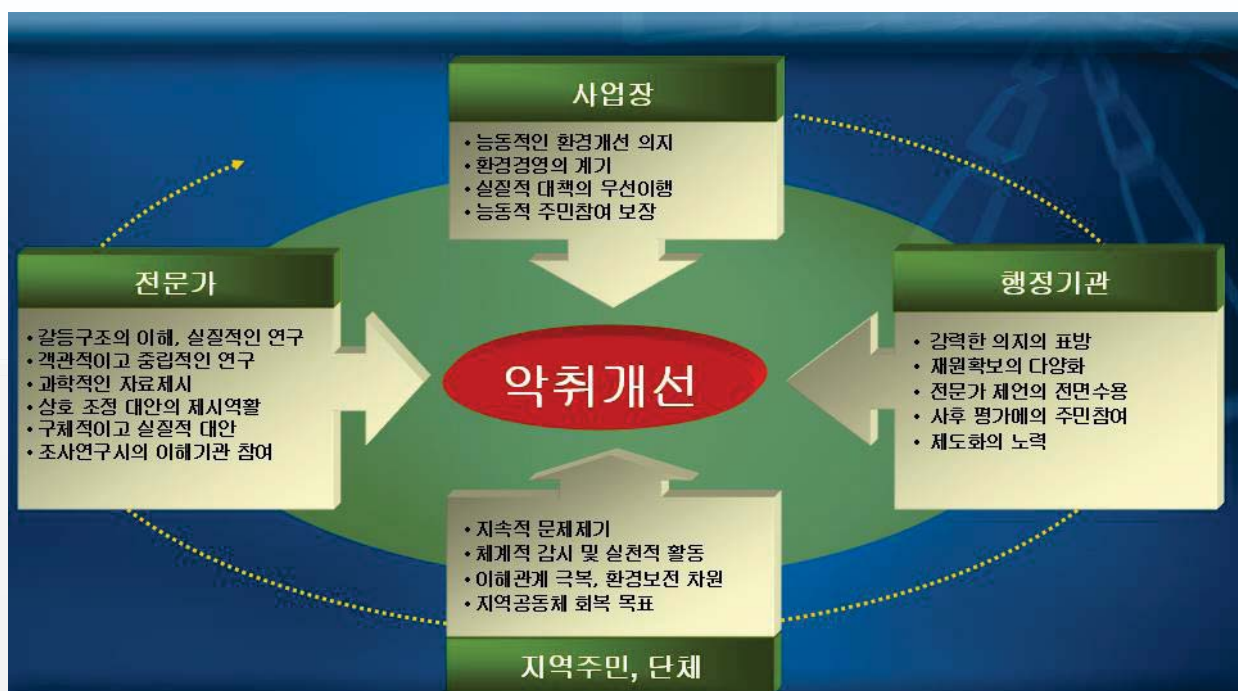 사업장
• 능동적인 환경개선 의지
• 환경경영의 계기
• 실질적 대책의 우선이행
• 능동적 주민참여 보장
전문가
• 갈등구조의 이해, 실질적인 연구
• 객관적이고 중립적인 연구
• 과학적인 자료제시
• 상호 조정 대안의 제시역활
• 구체적이고 실질적 대안
• 조사연구시의 이해기관 참여
악취개선
행정기관
• 강력한 의지의 표방
• 재원확보의 다양화
• 전문가 제언의 전면수용
• 사후 평가에의 주민참여
• 제도화의 노력
• 지속적 문제제기
• 체계적 감시 및 실천적 활동
• 이해관계 극복, 환경보전 차원
• 지역공동체 회복 목표
지역주민, 단체